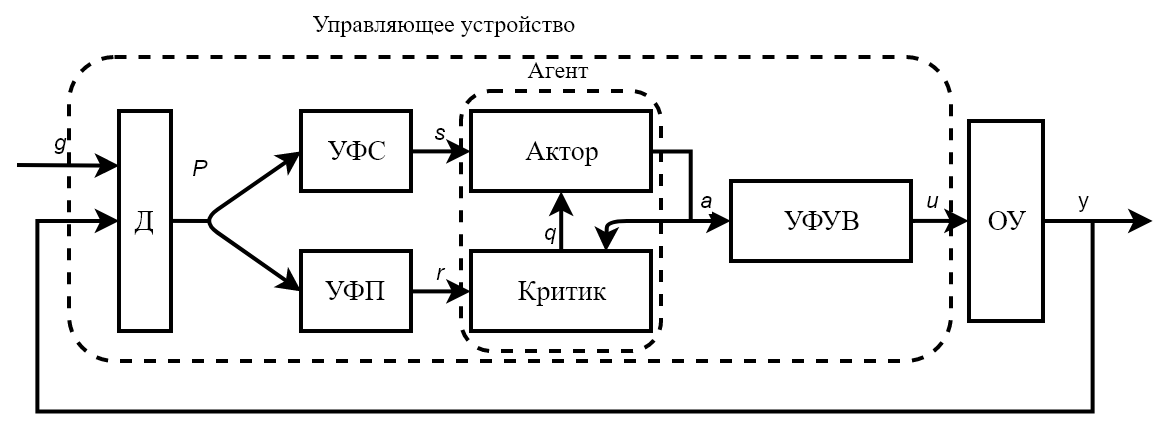 Управляющее устройство
Агент
g
Д
P
УФС
s
Актор
УФП
r
q
Критик
a
УФУВ
u
ОУ
y